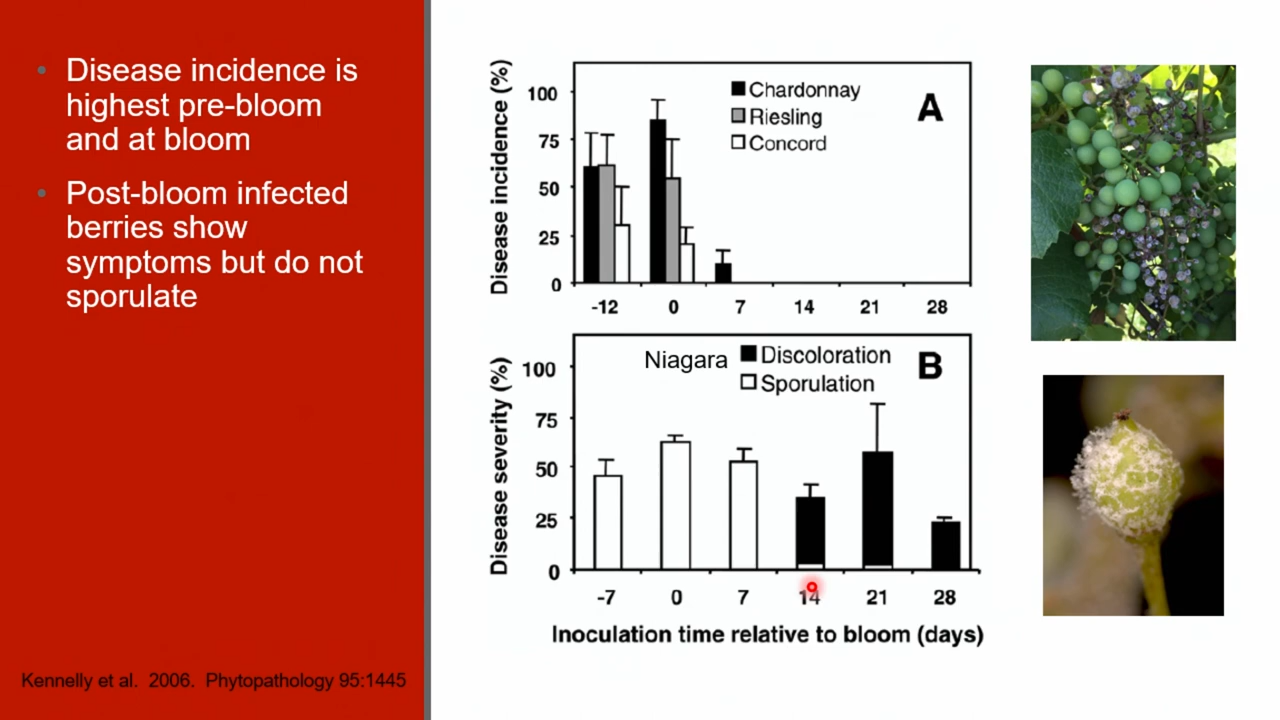 Disease incidence is
highest pre-bloom
and at bloom
Post-bloom infected
berries show
symptoms but do not
sporulate
Kennelly et al. 2006. Phytopathology 95:1445
Disease incidence (%)
100
75
50
25
0
Chardonnay
Riesling
Concord
A
-12 0 7 14 21 28
Disease severity (%)
100
75
50
25
0
Niagara
Discoloration
Sporulation
B
-7 0 7 14 21 28
Inoculation time relative to bloom (days)